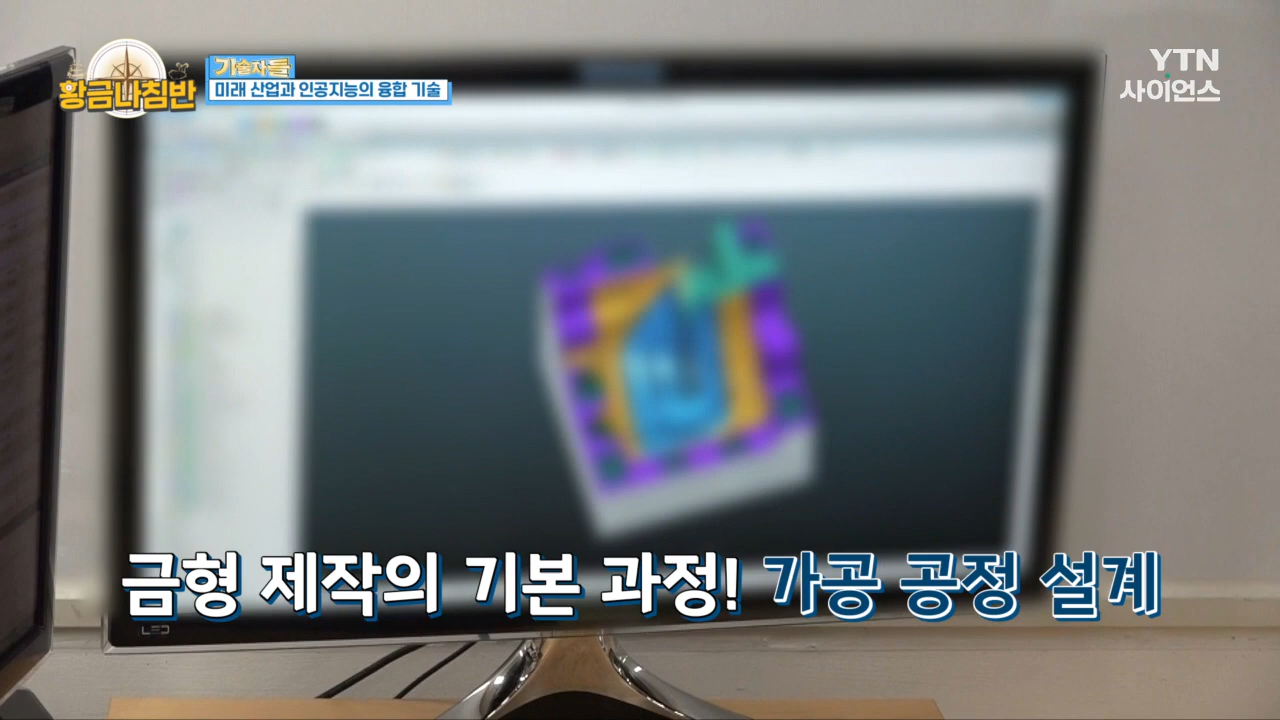 황금나침반
기술자들
미래 산업과 인공지능의 융합 기술
YTN
사이언스
금형 제작의 기본 과정! 가공 공정 설계
LED